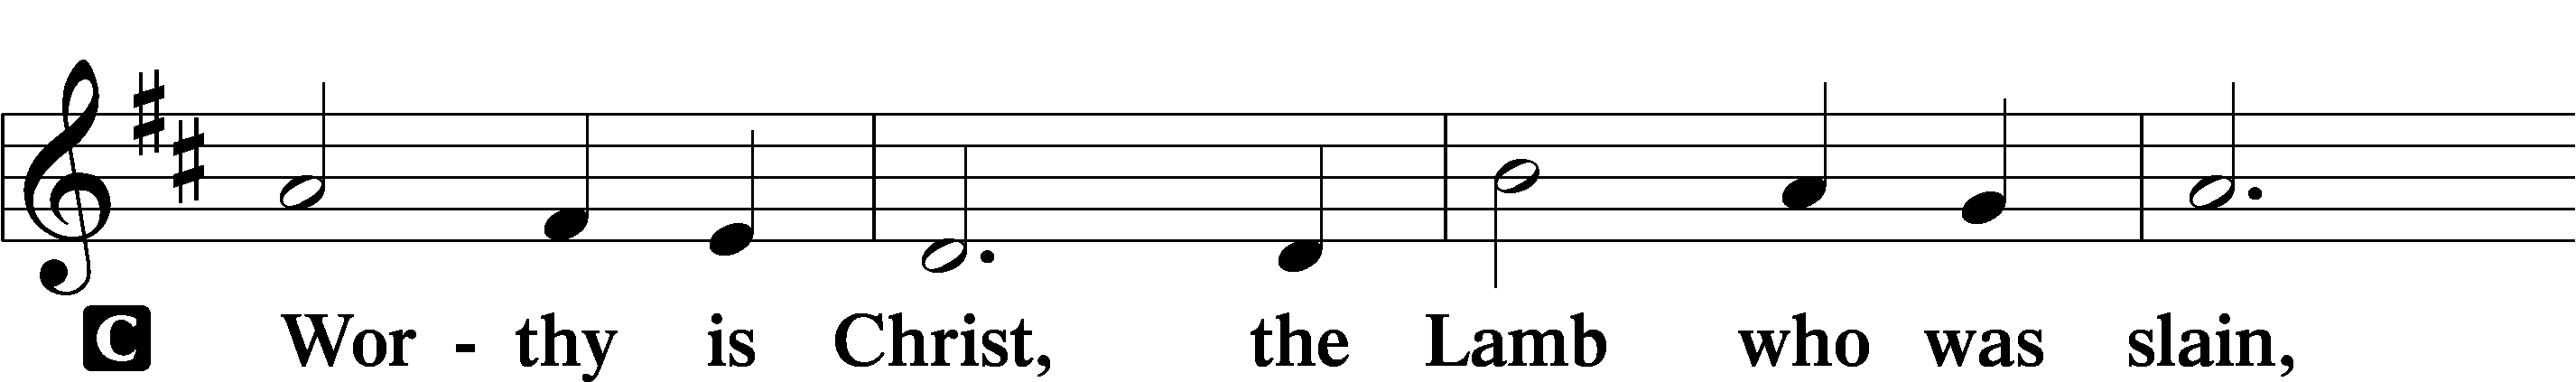 C Wor - thy is Christ, the Lamb who was slain,